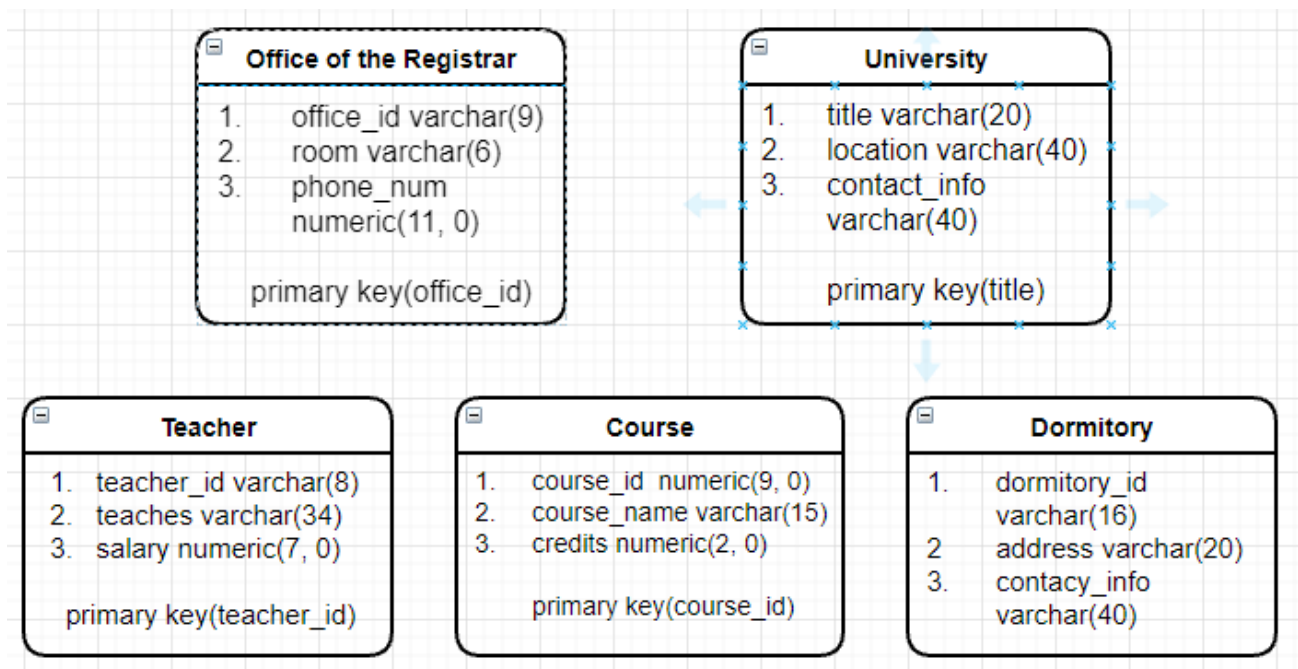 Office of the Registrar
1. office_id varchar(9)
2. room varchar(6)
3. phone_num
numeric(11, 0)
primary key(office_id)
University
1. title varchar(20)
2. location varchar(40)
3. contact_info
varchar(40)
primary key(title)
Teacher
1. teacher_id varchar(8)
2. teaches varchar(34)
3. salary numeric(7, 0)
primary key(teacher_id)
Course
1. course_id numeric(9, 0)
2. course_name varchar(15)
3. credits numeric(2, 0)
primary key(course_id)
Dormitory
1. dormitory_id
varchar(16)
2 address varchar(20)
3. contacy_info
varchar(40)